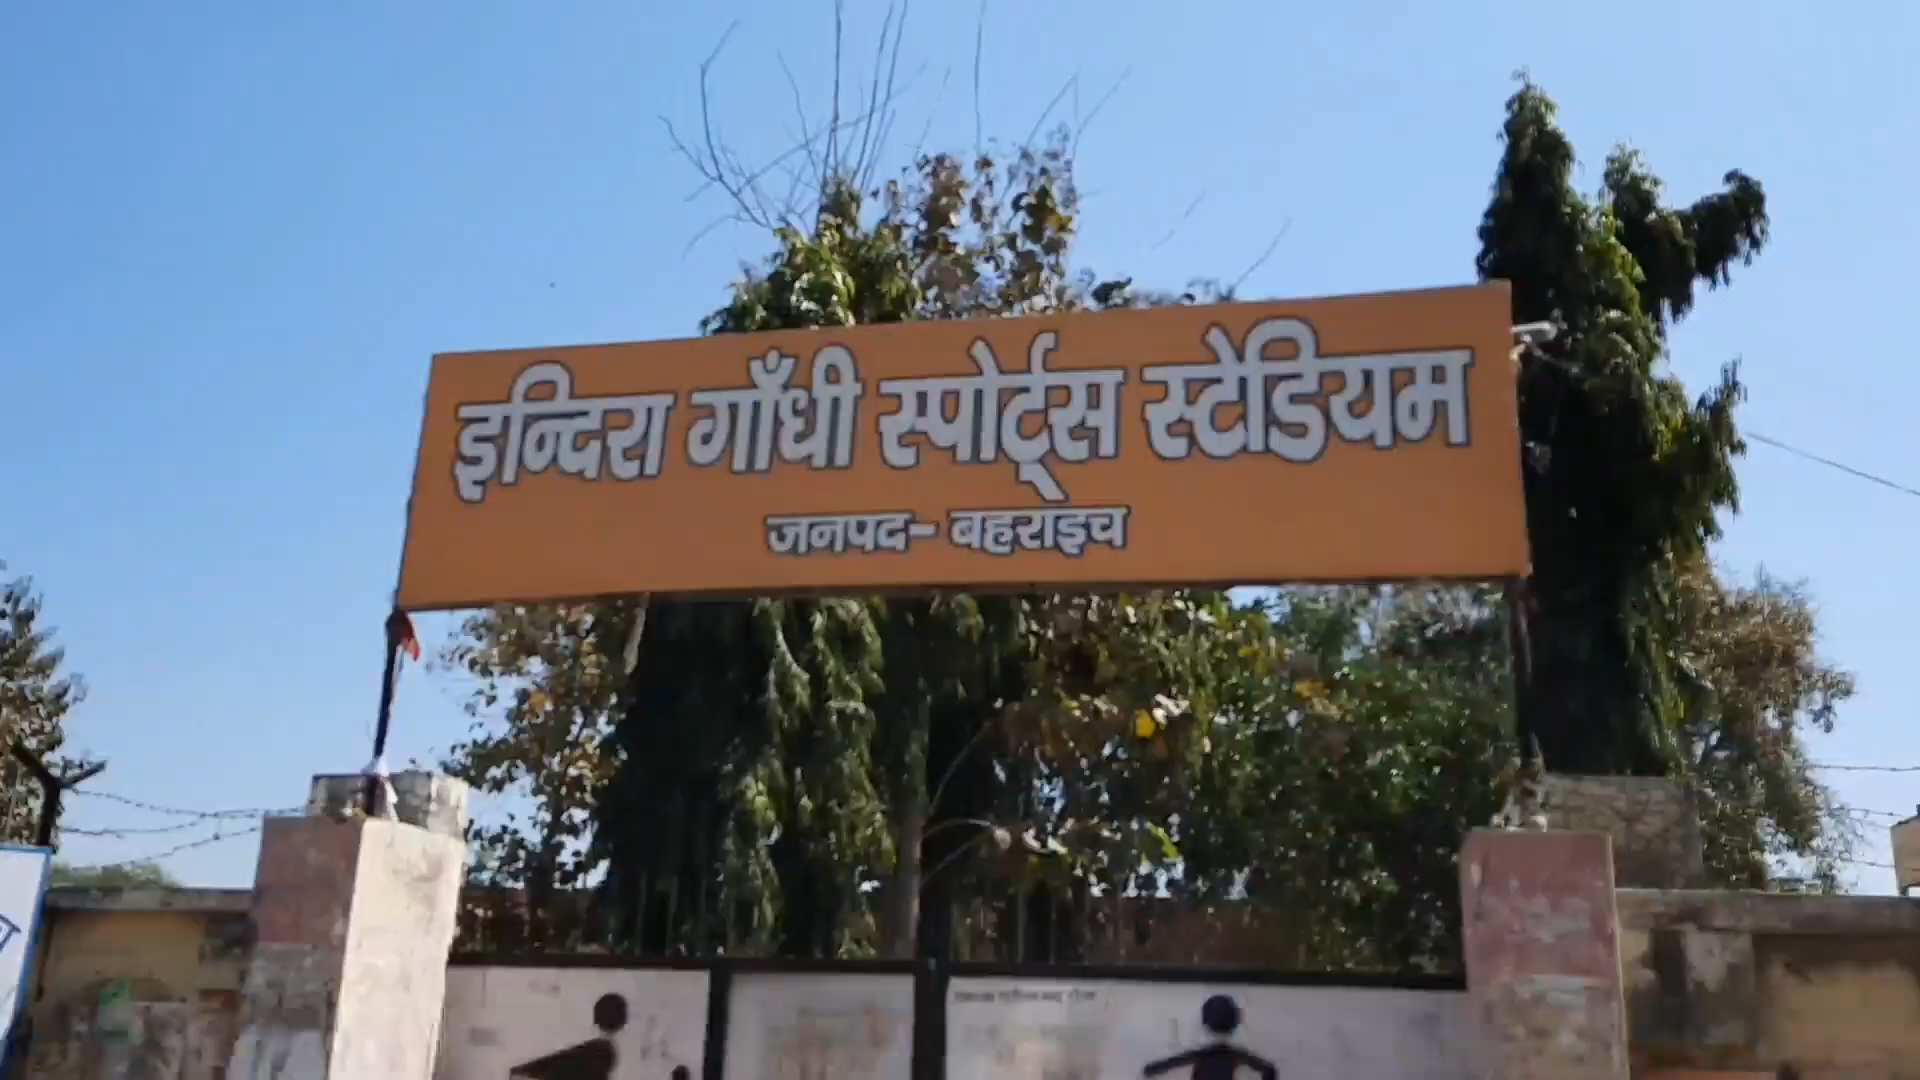 इन्दिरा गाँधी स्पोर्ट्स स्टेडियम
जनपद- बहराइच